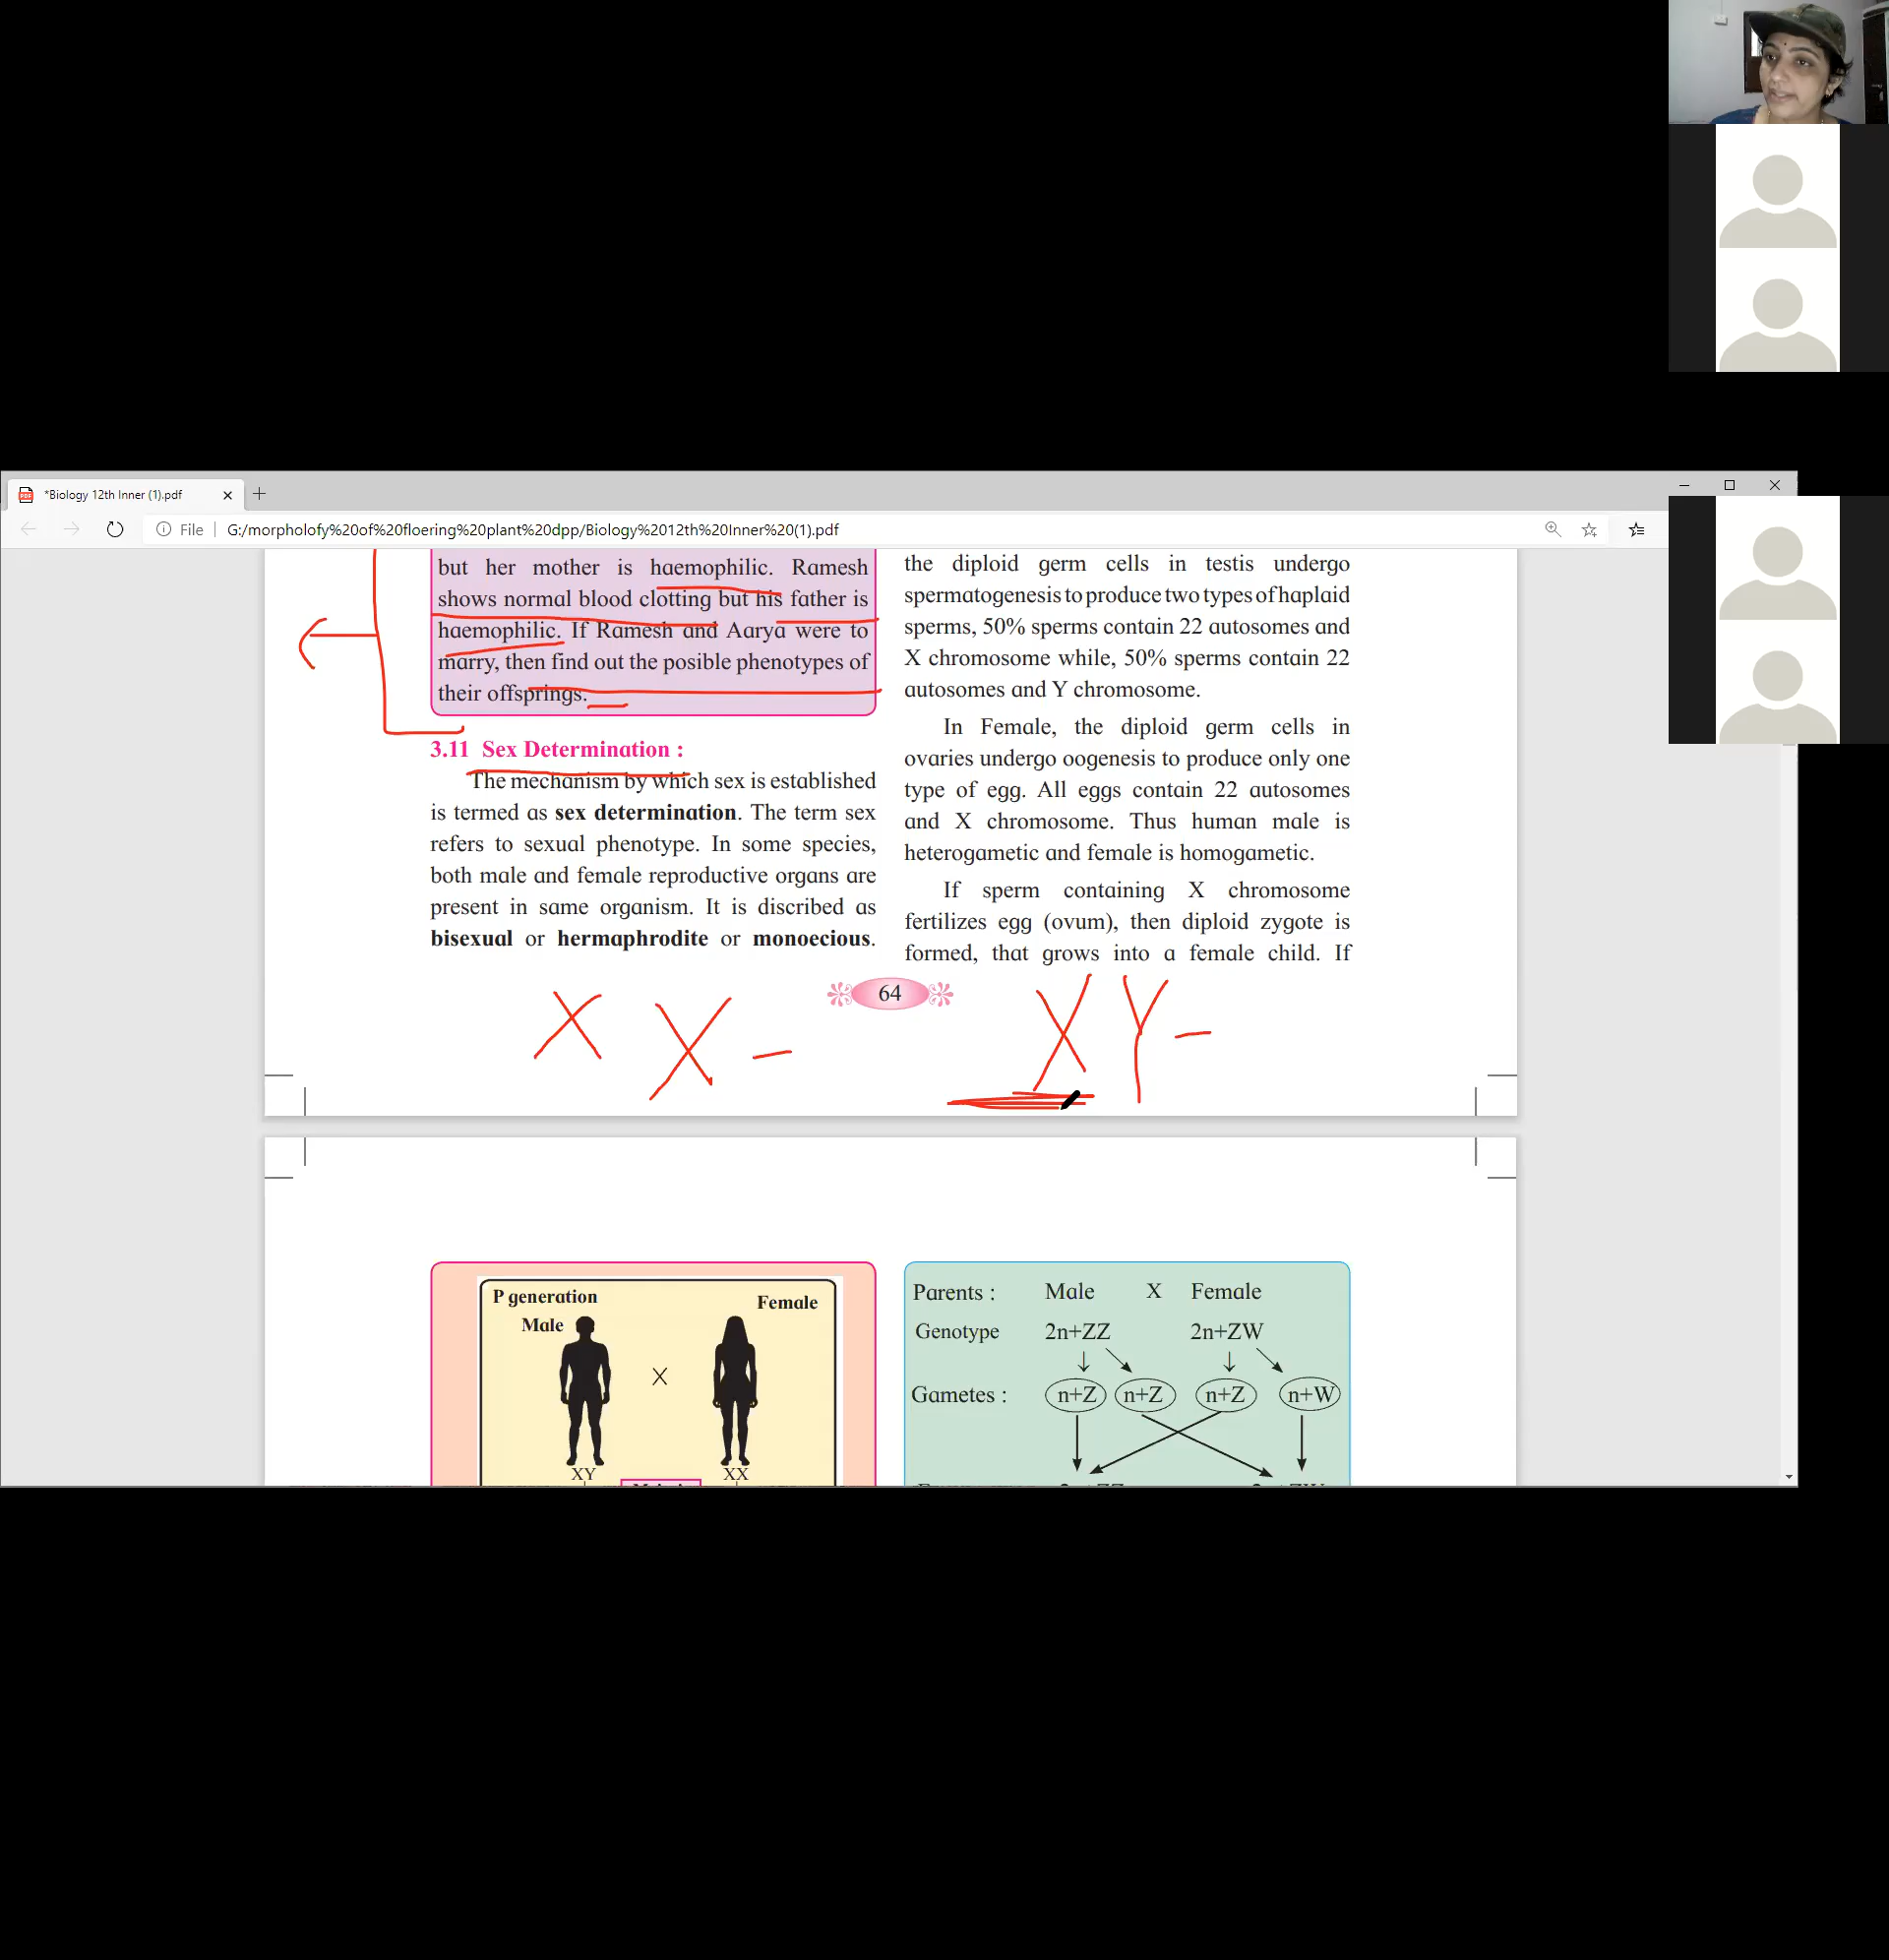 *Biology 12th Inner (1).pdf
File
G:/morpholofy%20of%20floering%20plant%20dpp/Biology%2012th%20Inner%20(1).pdf
but her mother is haemophilic. Ramesh
shows normal blood clotting but his father is
haemophilic. If Ramesh and Aarya were to
marry, then find out the posible phenotypes of
their offsprings.
3.11 Sex Determination :
The mechanism by which sex is established
is termed as sex determination. The term sex
refers to sexual phenotype. In some species,
both male and female reproductive organs are
present in same organism. It is discribed as
bisexual or hermaphrodite or monoecious.
the diploid germ cells in testis undergo
spermatogenesis to produce two types of haplaid
sperms, 50% sperms contain 22 autosomes and
X chromosome while, 50% sperms contain 22
autosomes and Y chromosome.
In Female, the diploid germ cells in
ovaries undergo oogenesis to produce only one
type of egg. All eggs contain 22 autosomes
and X chromosome. Thus human male is
heterogametic and female is homogametic.
If sperm containing X chromosome
fertilizes egg (ovum), then diploid zygote is
formed, that grows into a female child. If
64
X X -
X Y -
P generation
Male
Female
X
XY
XX
Parents : Male X Female
Genotype 2n+ZZ 2n+ZW
Gametes : n+Z n+Z n+Z n+W